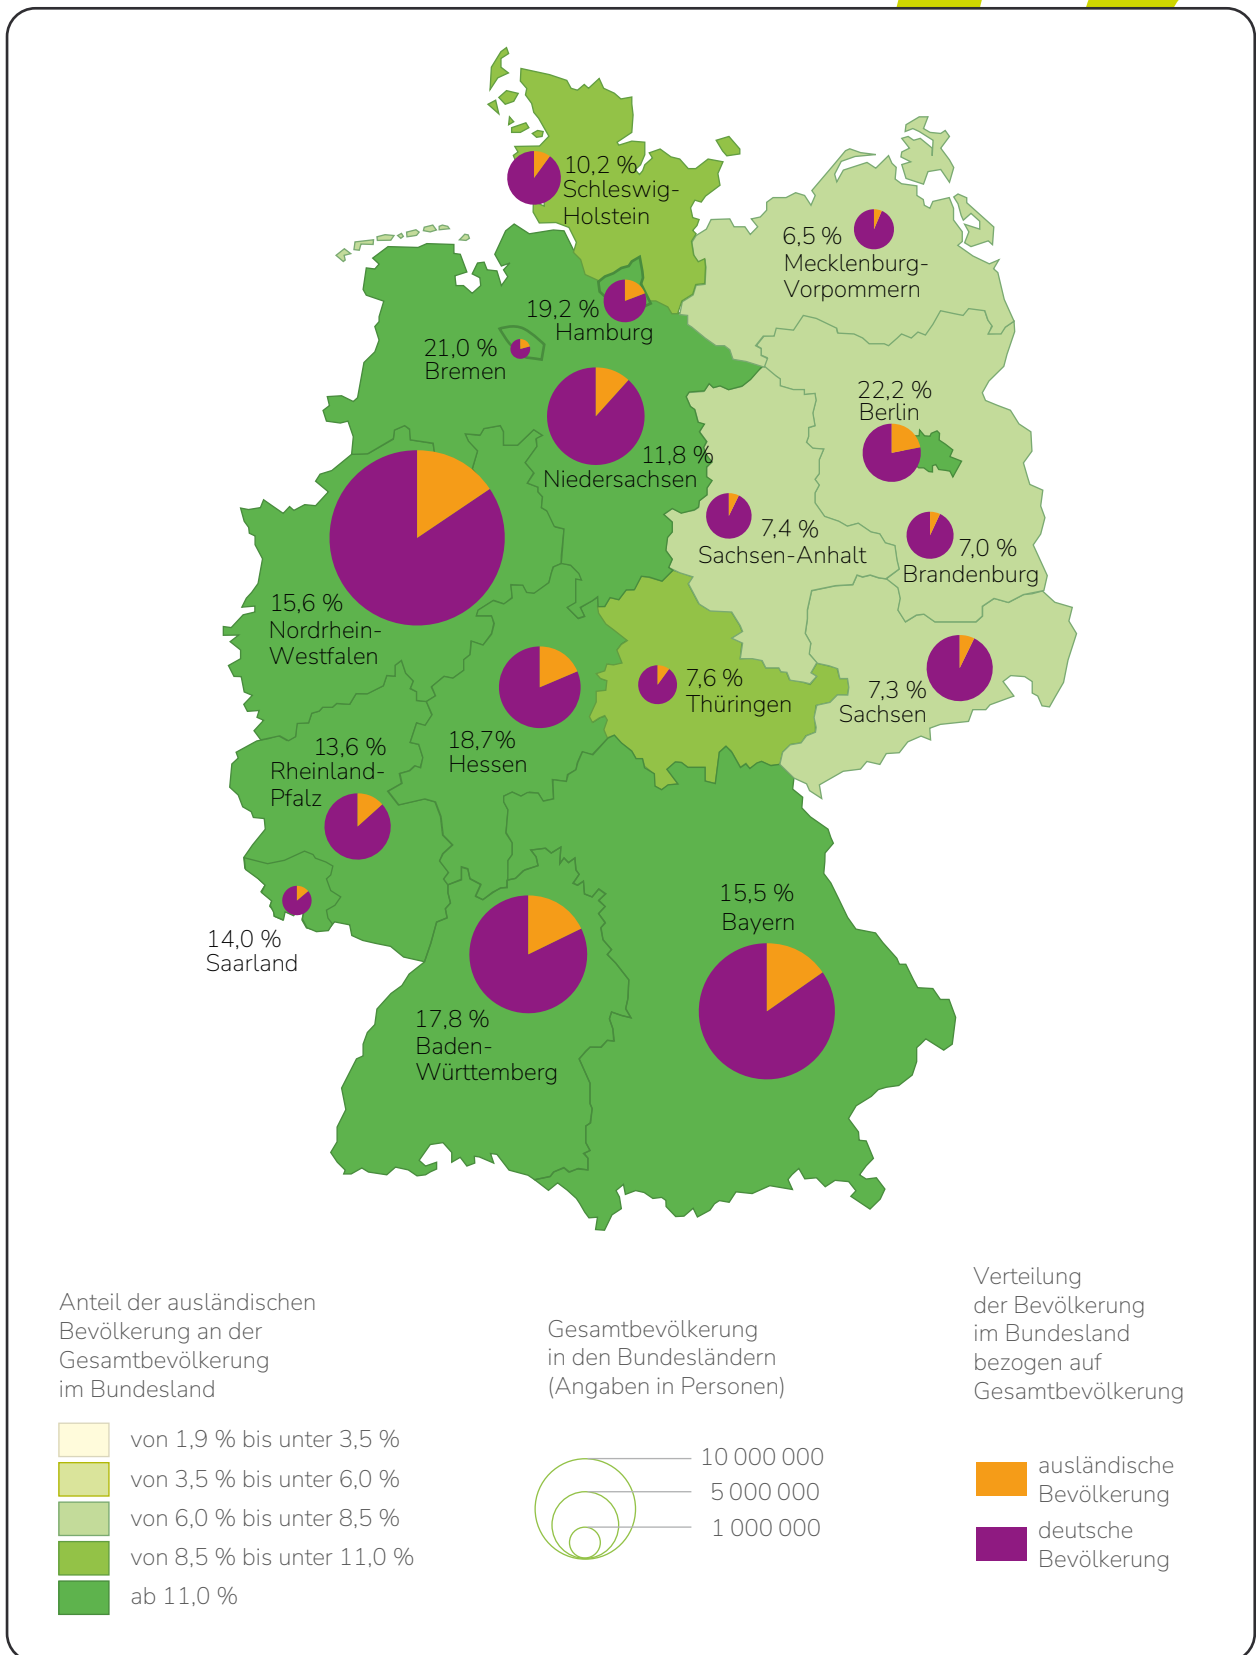 10,2 %
Schleswig-
Holstein
6,5 %
Mecklenburg-
Vorpommern
19,2 %
Hamburg
21,0 %
Bremen
22,2 %
Berlin
11,8 %
Niedersachsen
7,4 %
Sachsen-Anhalt
7,0 %
Brandenburg
15,6 %
Nordrhein-
Westfalen
7,6 %
Thüringen
7,3 %
Sachsen
18,7%
Hessen
13,6 %
Rheinland-
Pfalz
15,5 %
Bayern
14,0 %
Saarland
17,8 %
Baden-
Württemberg
Anteil der ausländischen
Bevölkerung an der
Gesamtbevölkerung
im Bundesland
von 1,9 % bis unter 3,5 %
von 3,5 % bis unter 6,0 %
von 6,0 % bis unter 8,5 %
von 8,5 % bis unter 11,0 %
ab 11,0 %
Gesamtbevölkerung
in den Bundesländern
(Angaben in Personen)
10 000 000
5 000 000
1 000 000
Verteilung
der Bevölkerung
im Bundesland
bezogen auf
Gesamtbevölkerung
ausländische
Bevölkerung
deutsche
Bevölkerung